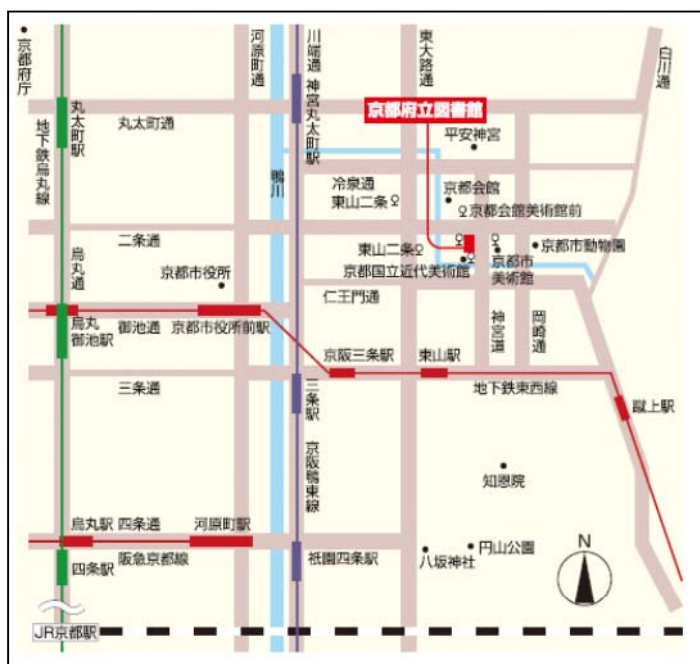 京都府庁
河原町通
川端通
東大路通
白川通
丸太町駅
神宮丸太町駅
京都府立図書館
丸太町通
地下鉄烏丸線
平安神宮
鴨川
冷泉通
東山二条
京都会館
京都会館美術館前
二条通
烏丸通
東山二条
京都市動物園
京都国立近代美術館
京都市
美術館
京都市役所
仁王門通
烏丸
御池駅
御池通
京都市役所前駅
神宮道
岡崎通
京阪三条駅
東山駅
三条通
三条駅
地下鉄東西線
蹴上駅
京阪鴨東線
知恩院
烏丸駅
四条通
河原町駅
N
四条駅
阪急京都線
祇園四条駅
八坂神社
円山公園
JR京都駅